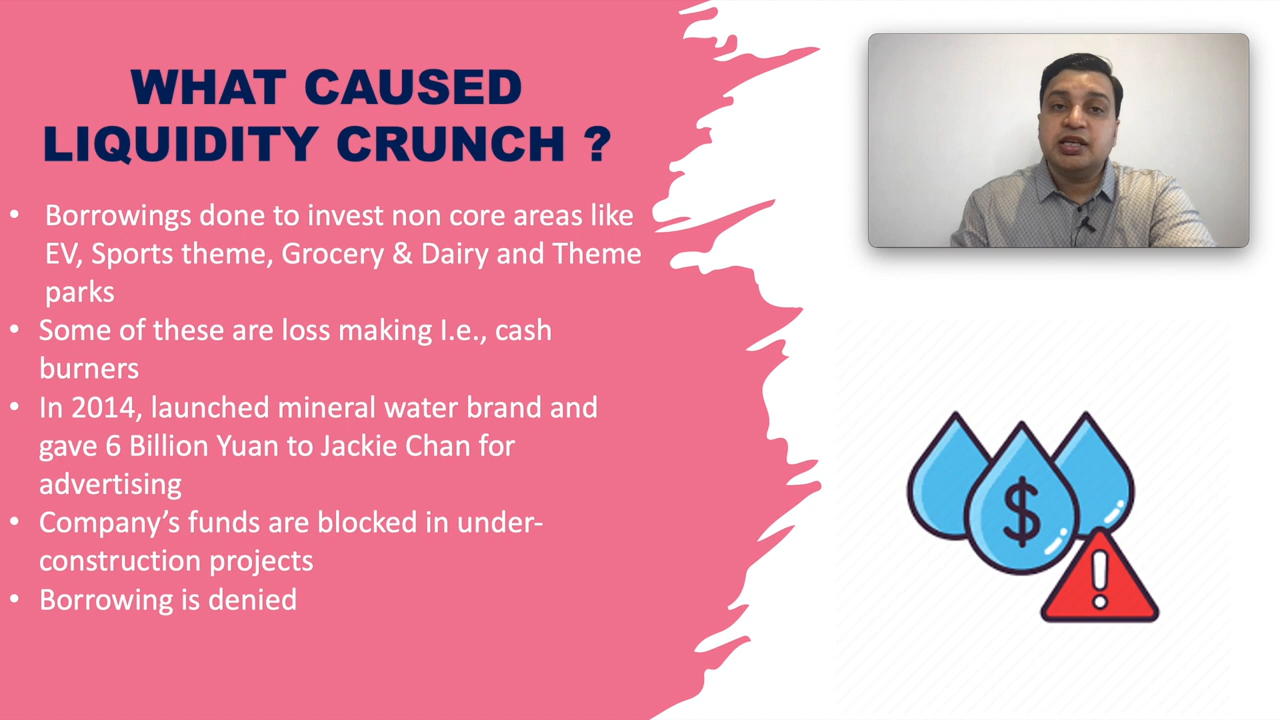 WHAT CAUSED
LIQUIDITY CRUNCH ?
• Borrowings done to invest non core areas like
EV, Sports theme, Grocery & Dairy and Theme
parks
• Some of these are loss making I.e., cash
burners
• In 2014, launched mineral water brand and
gave 6 Billion Yuan to Jackie Chan for
advertising
• Company’s funds are blocked in under-
construction projects
• Borrowing is denied
$
!